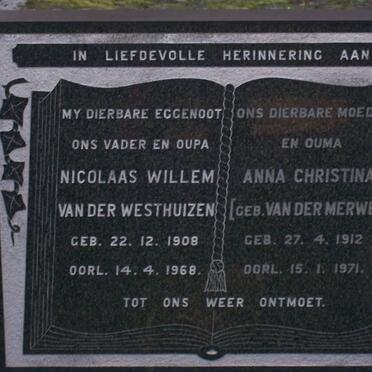 IN LIEFDEVOLLE HERINNERING AAN
MY DIERBARE EGGENOOT
ONS VADER EN OUPA
NICOLAAS WILLEM
VAN DER WESTHUIZEN
GEB. 22. 12. 1908
OORL. 14. 4. 1968.
ONS DIERBARE MOED
EN OUMA
ANNA CHRISTINA
[GEB. VAN DER MERWE
GEB. 27. 4. 1912
OORL. 15. 1. 1971.
TOT ONS WEER ONTMOET.